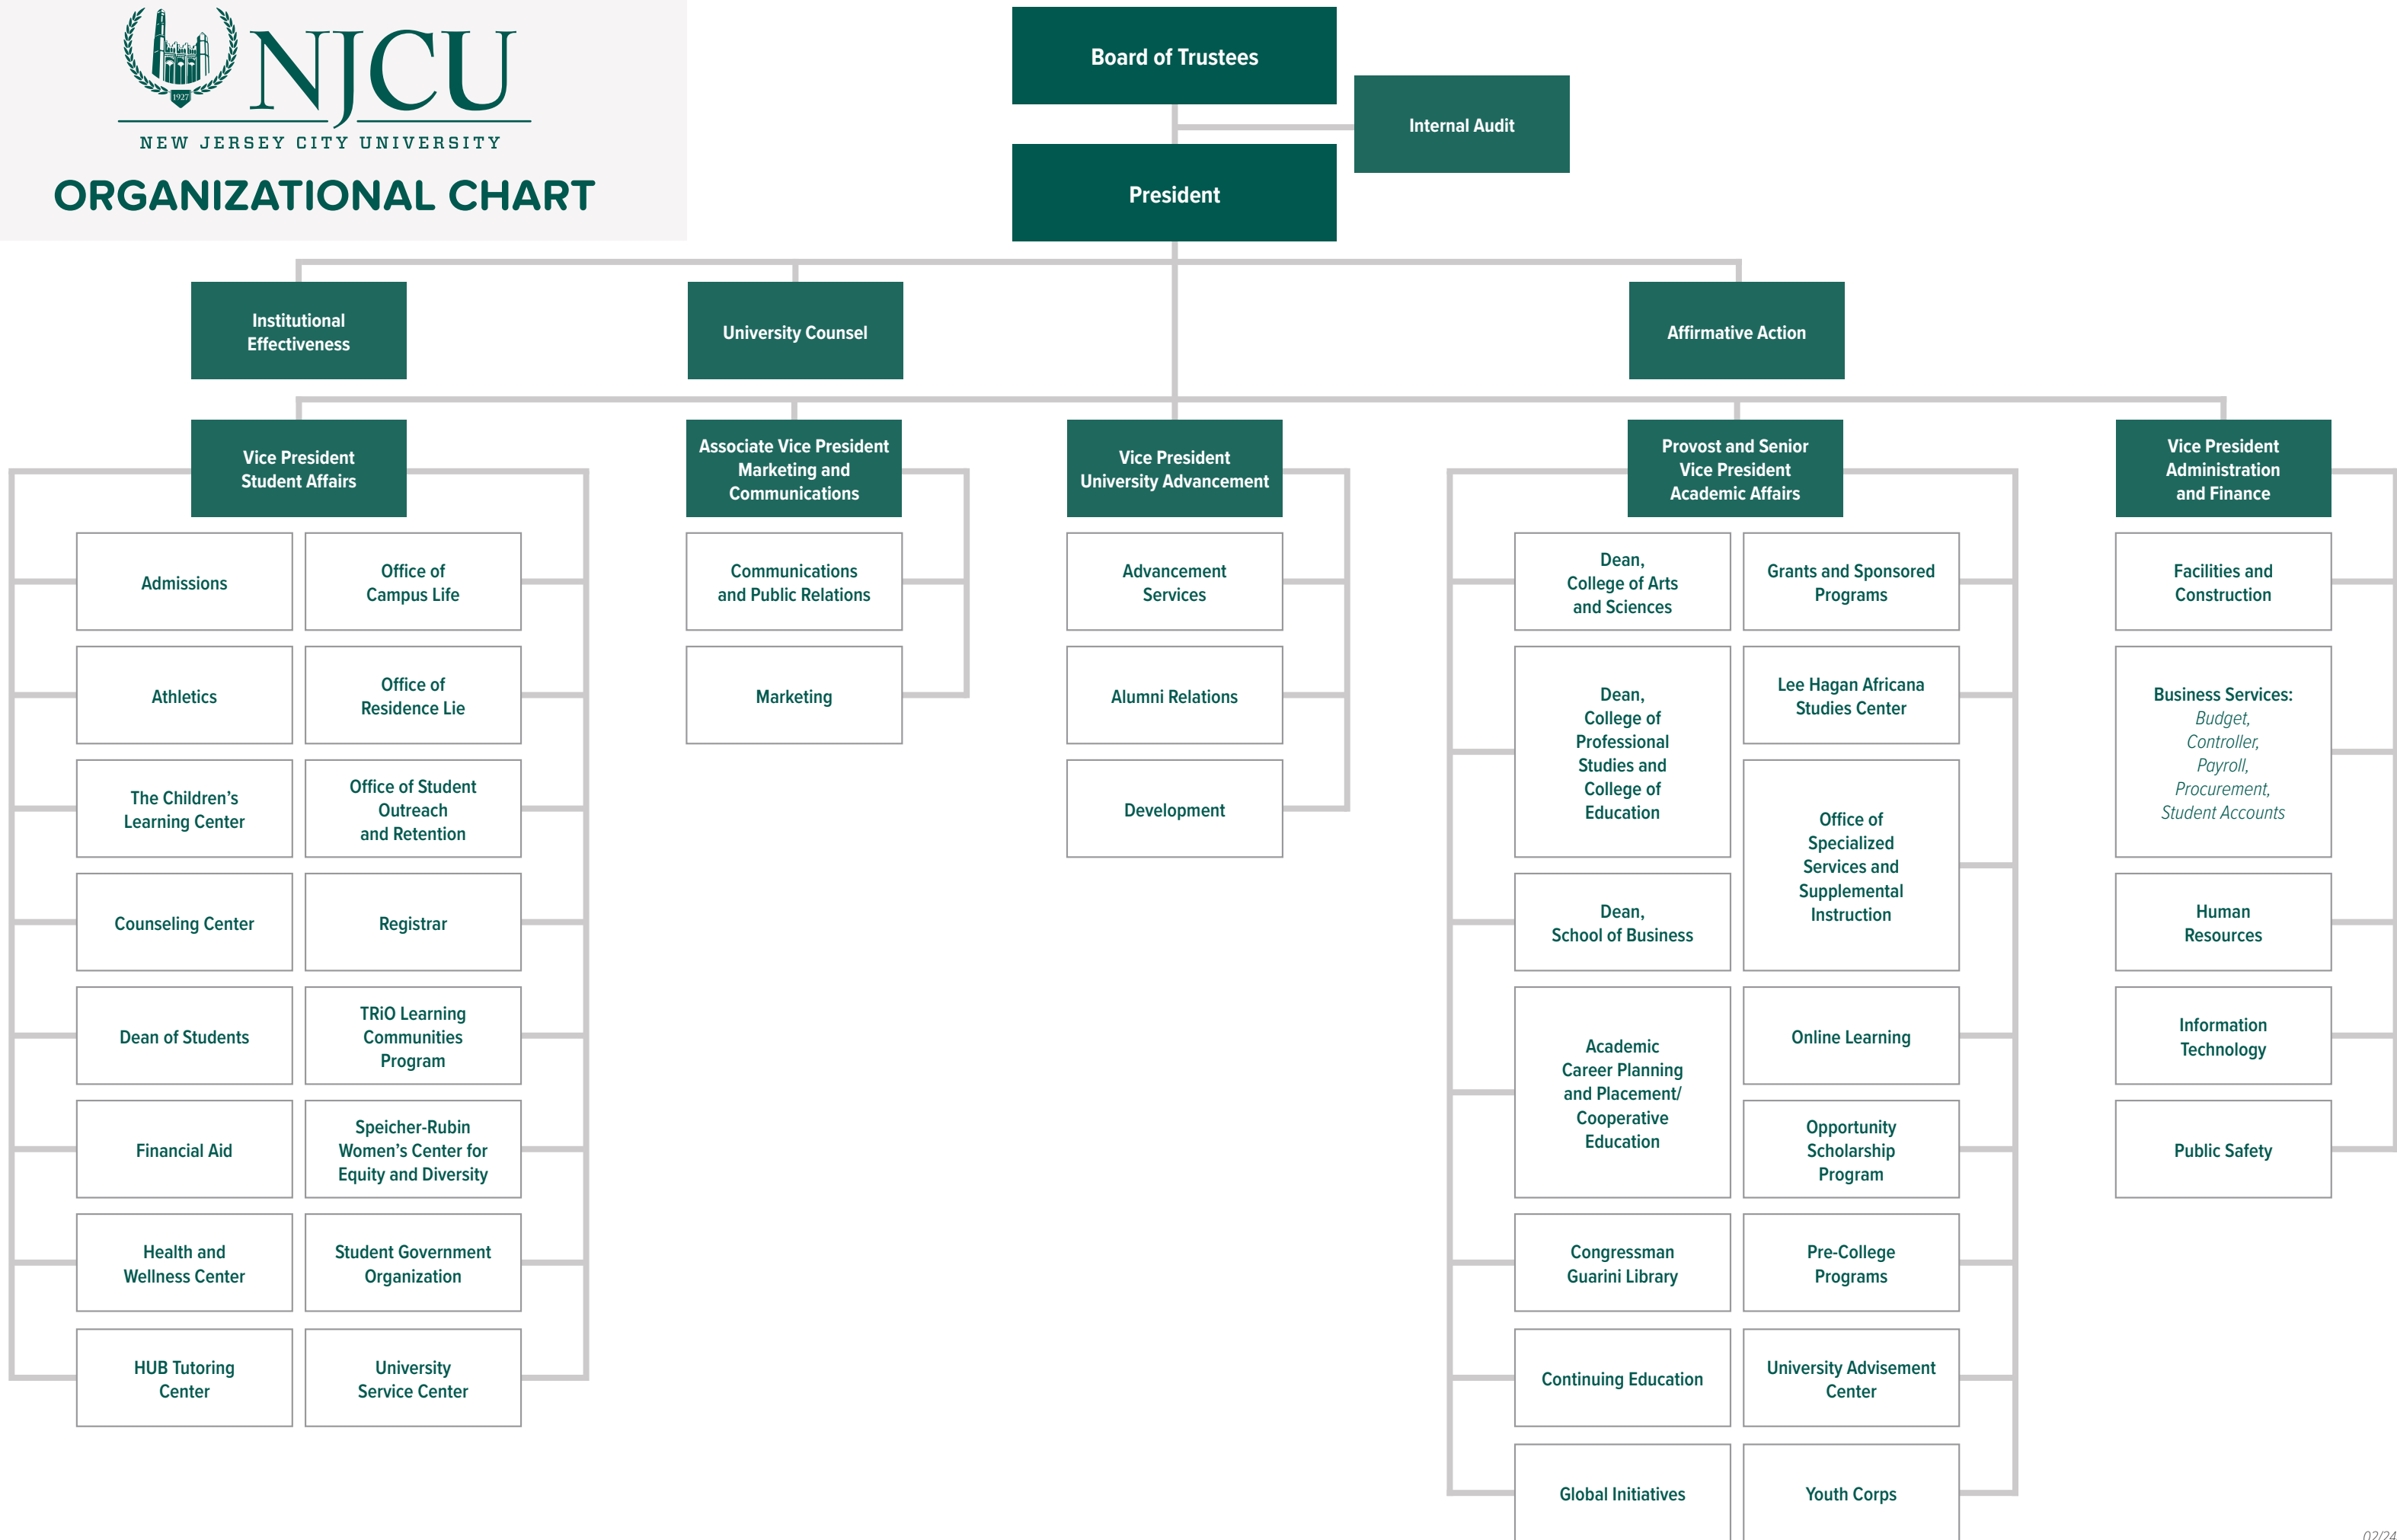 1927
NJCU
NEW JERSEY CITY UNIVERSITY
ORGANIZATIONAL CHART
Board of Trustees
Internal Audit
President
Institutional
Effectiveness
University Counsel
Affirmative Action
Vice President
Student Affairs
Admissions
Athletics
The Children's
Learning Center
Counseling Center
Dean of Students
Financial Aid
Health and
Wellness Center
HUB Tutoring
Center
Office of
Campus Life
Office of
Residence Lie
Office of Student
Outreach
and Retention
Registrar
TRiO Learning
Communities
Program
Speicher-Rubin
Women's Center for
Equity and Diversity
Student Government
Organization
University
Service Center
Associate Vice President
Marketing and
Communications
Communications
and Public Relations
Marketing
Vice President
University Advancement
Advancement
Services
Alumni Relations
Development
Provost and Senior
Vice President
Academic Affairs
Dean,
College of Arts
and Sciences
Dean,
College of
Professional
Studies and
College of
Education
Dean,
School of Business
Academic
Career Planning
and Placement/
Cooperative
Education
Congressman
Guarini Library
Continuing Education
Global Initiatives
Grants and Sponsored
Programs
Lee Hagan Africana
Studies Center
Office of
Specialized
Services and
Supplemental
Instruction
Online Learning
Opportunity
Scholarship
Program
Pre-College
Programs
University Advisement
Center
Youth Corps
Vice President
Administration
and Finance
Facilities and
Construction
Business Services:
Budget,
Controller,
Payroll,
Procurement,
Student Accounts
Human
Resources
Information
Technology
Public Safety
02/24